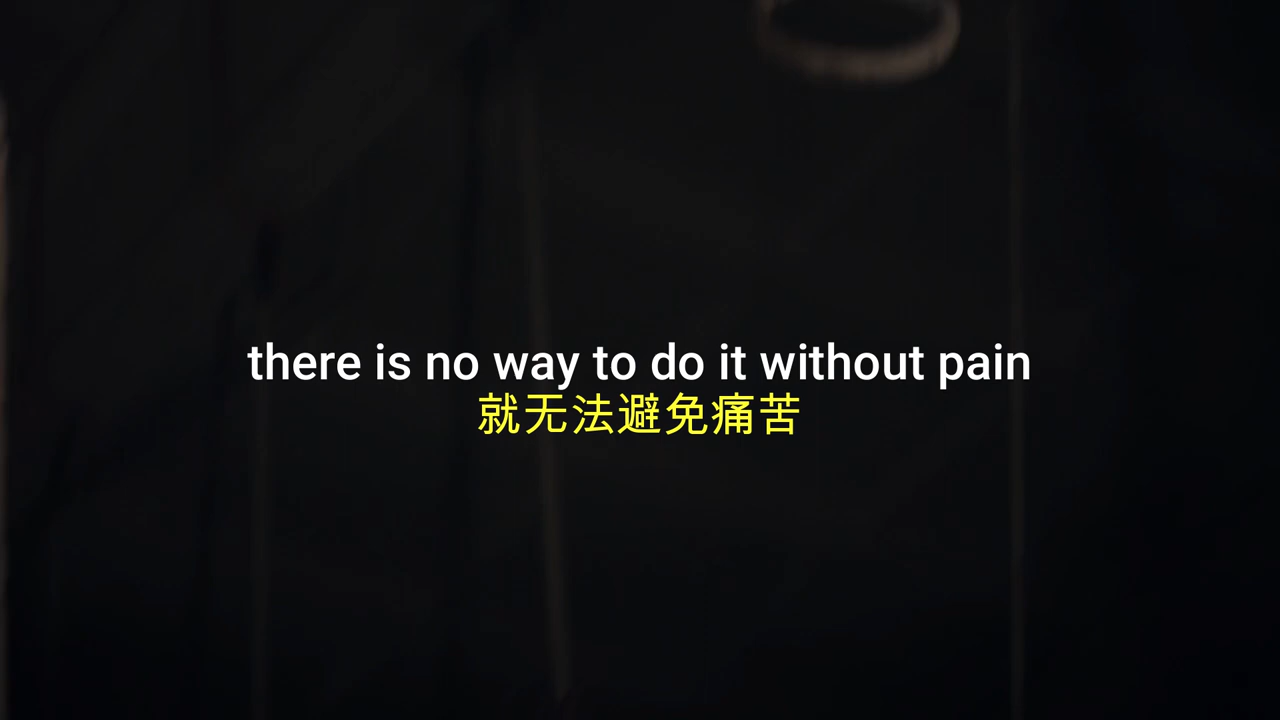 there is no way to do it without pain
就无法避免痛苦